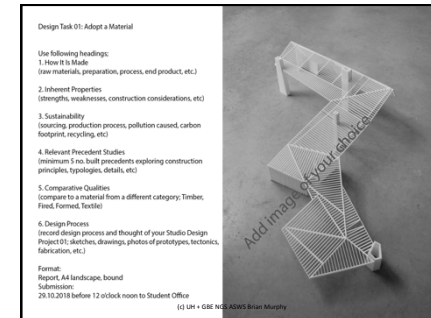 Design Task 01: Adopt a Material
Use following headings;
1. How It Is Made
(raw materials, preparation, process, end product, etc.)
2. Inherent Properties
(strengths, weaknesses, construction considerations, etc)
3. Sustainability
(sourcing, production process, pollution caused, carbon
footprint, recycling, etc)
4. Relevant Precedent Studies
(minimum 5 no. built precedents exploring construction
principles, typologies, details, etc)
5. Comparative Qualities
(compare to a material from a different category; Timber,
Fired, Formed, Textile)
6. Design Process
(record design process and thought of your Studio Design
Project 01; sketches, drawings, photos of prototypes, tectonics,
fabrication, etc.)
Format:
Report, A4 landscape, bound
Submission:
29.10.2018 before 12 o'clock noon to Student Office
Add image of your choice
(c) UH + GBE NGS ASWS Brian Murphy